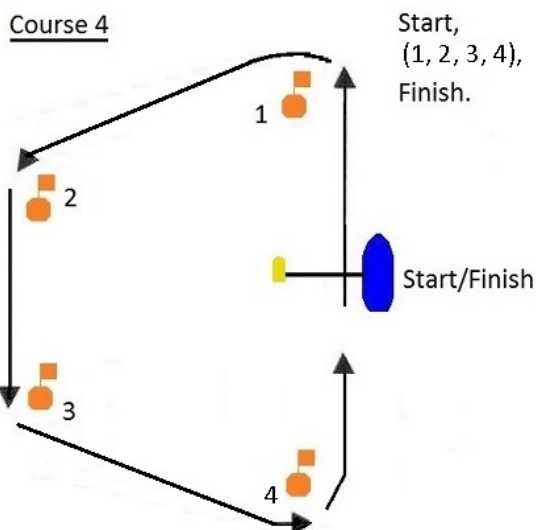 Course 4
Start,
(1, 2, 3, 4),
Finish.
1
2
Start/Finish
3
4